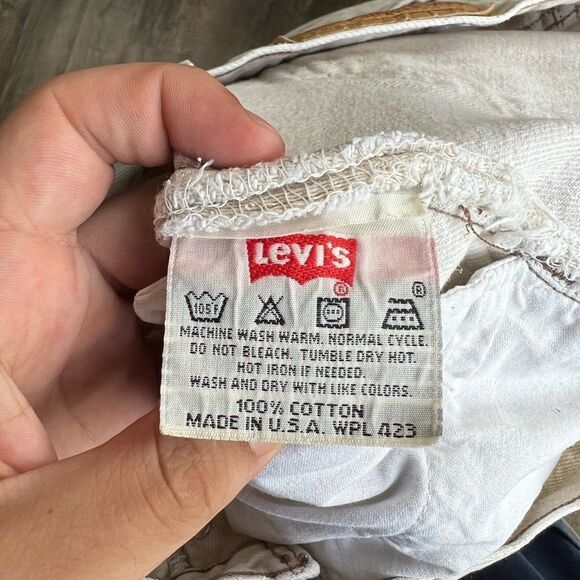 Levi's
®
105F ® ®
MACHINE WASH WARM. NORMAL CYCLE.
DO NOT BLEACH. TUMBLE DRY HOT.
HOT IRON IF NEEDED.
WASH AND DRY WITH LIKE COLORS.
100% COTTON
MADE IN U.S.A. WPL 423